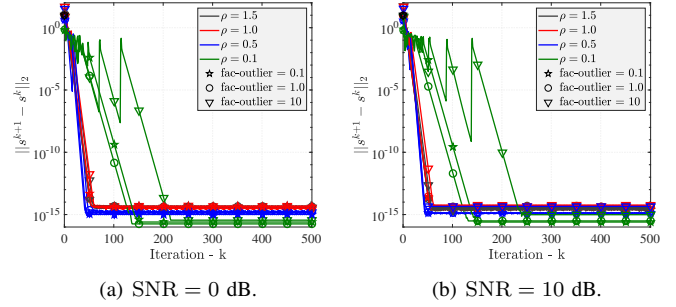 10^0
10^-5
10^-10
10^-15
||s^{k+1} − s^k||_2
ρ = 1.5
ρ = 1.0
ρ = 0.5
ρ = 0.1
fac-outlier = 0.1
fac-outlier = 1.0
fac-outlier = 10
0 100 200 300 400 500
Iteration - k
(a) SNR = 0 dB.
10^0
10^-5
10^-10
10^-15
||s^{k+1} − s^k||_2
ρ = 1.5
ρ = 1.0
ρ = 0.5
ρ = 0.1
fac-outlier = 0.1
fac-outlier = 1.0
fac-outlier = 10
0 100 200 300 400 500
Iteration - k
(b) SNR = 10 dB.